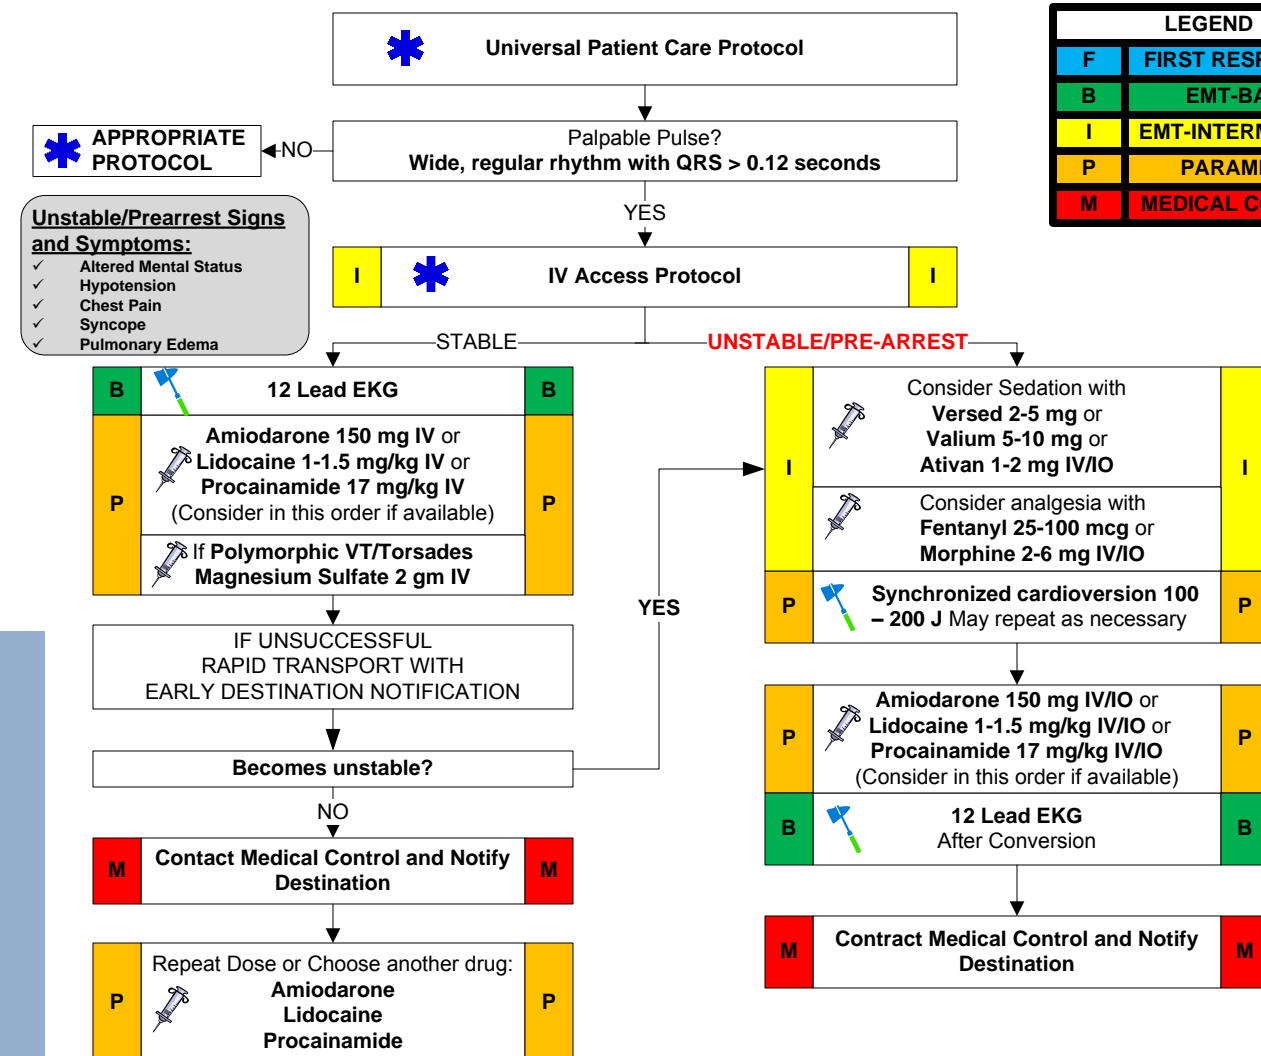 Universal Patient Care Protocol
LEGEND
F
FIRST RESP
B
EMT-BA
I
EMT-INTERM
P
PARAM
M
MEDICAL CO
APPROPRIATE
PROTOCOL
NO
Palpable Pulse?
Wide, regular rhythm with QRS > 0.12 seconds
YES
Unstable/Prearrest Signs
and Symptoms:
✓ Altered Mental Status
✓ Hypotension
✓ Chest Pain
✓ Syncope
✓ Pulmonary Edema
I
IV Access Protocol
I
STABLE
UNSTABLE/PRE-ARREST
B
12 Lead EKG
B
P
Amiodarone 150 mg IV or
Lidocaine 1-1.5 mg/kg IV or
Procainamide 17 mg/kg IV
(Consider in this order if available)
P
If Polymorphic VT/Torsades
Magnesium Sulfate 2 gm IV
IF UNSUCCESSFUL
RAPID TRANSPORT WITH
EARLY DESTINATION NOTIFICATION
Becomes unstable?
YES
NO
M
Contact Medical Control and Notify
Destination
M
P
Repeat Dose or Choose another drug:
Amiodarone
Lidocaine
Procainamide
P
I
Consider Sedation with
Versed 2-5 mg or
Valium 5-10 mg or
Ativan 1-2 mg IV/IO
I
Consider analgesia with
Fentanyl 25-100 mcg or
Morphine 2-6 mg IV/IO
P
Synchronized cardioversion 100
– 200 J May repeat as necessary
P
P
Amiodarone 150 mg IV/IO or
Lidocaine 1-1.5 mg/kg IV/IO or
Procainamide 17 mg/kg IV/IO
(Consider in this order if available)
P
B
12 Lead EKG
After Conversion
B
M
Contract Medical Control and Notify
Destination
M